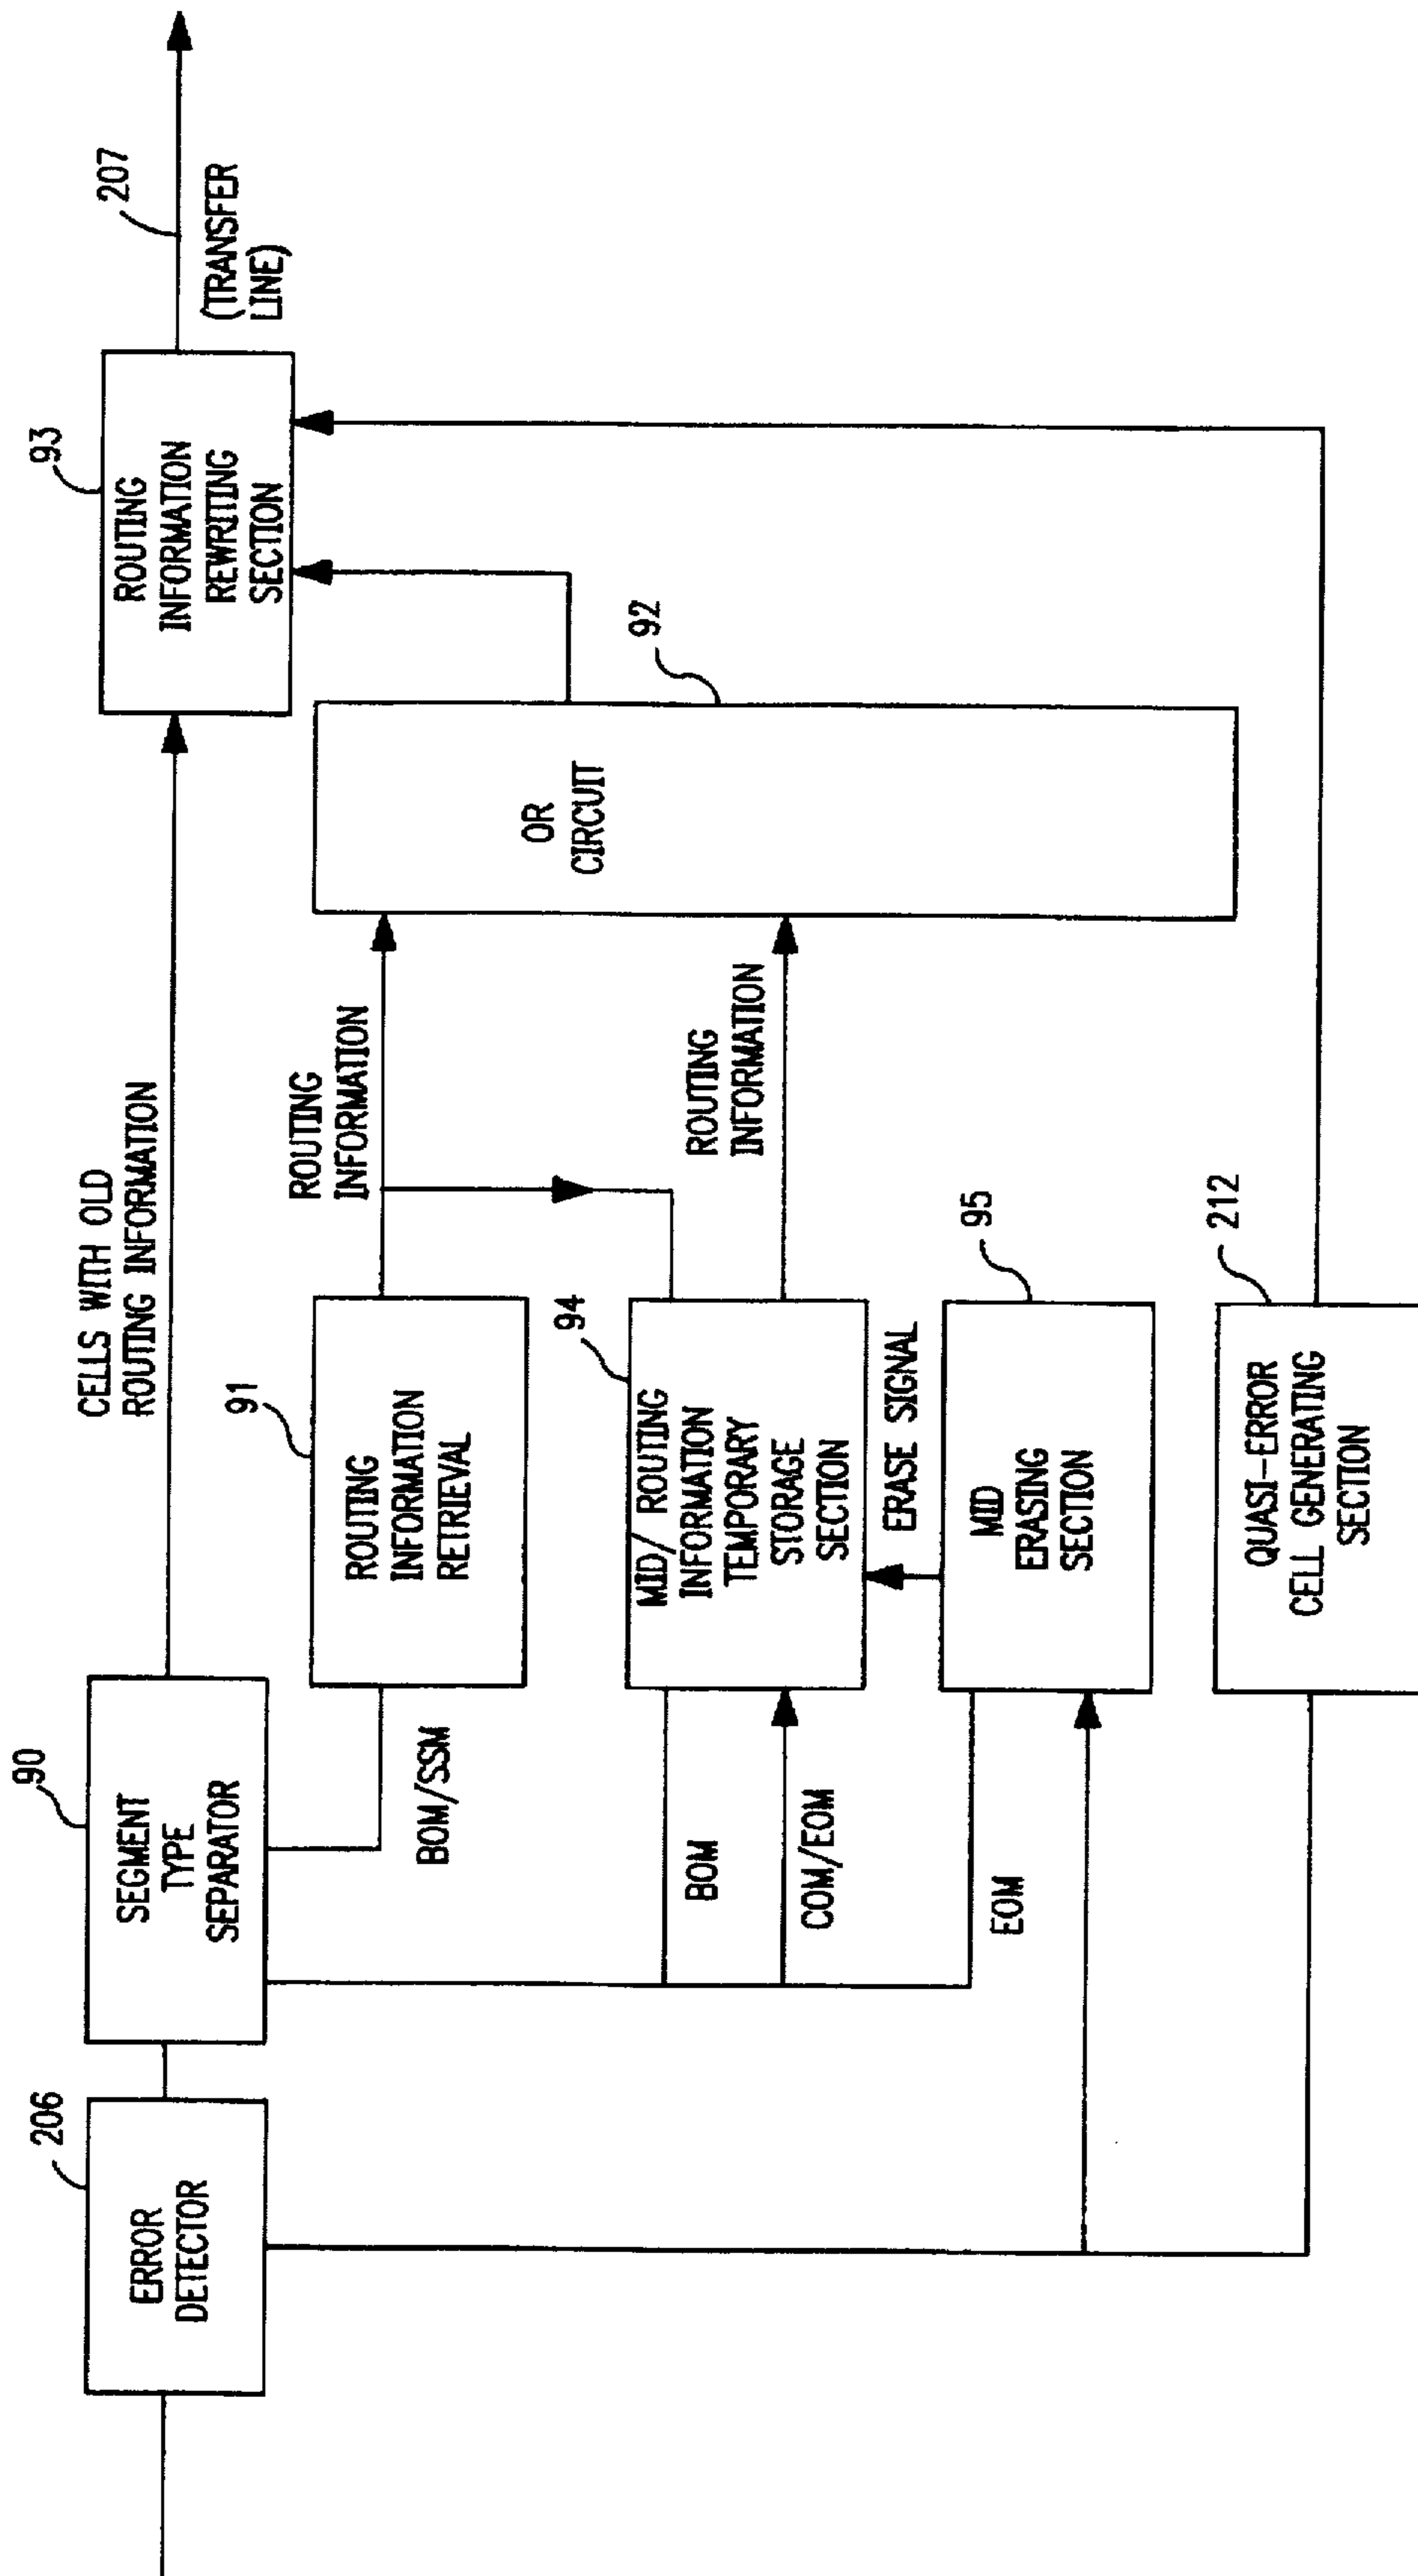 206
ERROR
DETECTOR
90
SEGMENT
TYPE
SEPARATOR
CELLS WITH OLD
ROUTING INFORMATION
93
ROUTING
INFORMATION
REWRITING
SECTION
207
(TRANSFER
LINE)
BOM/SSM
91
ROUTING
INFORMATION
RETRIEVAL
ROUTING
INFORMATION
OR
CIRCUIT
92
BOM
COM/EOM
94
MID/ ROUTING
INFORMATION
TEMPORARY
STORAGE
SECTION
ROUTING
INFORMATION
ERASE SIGNAL
EOM
MID
ERASING
SECTION
95
QUASI-ERROR
CELL GENERATING
SECTION
212